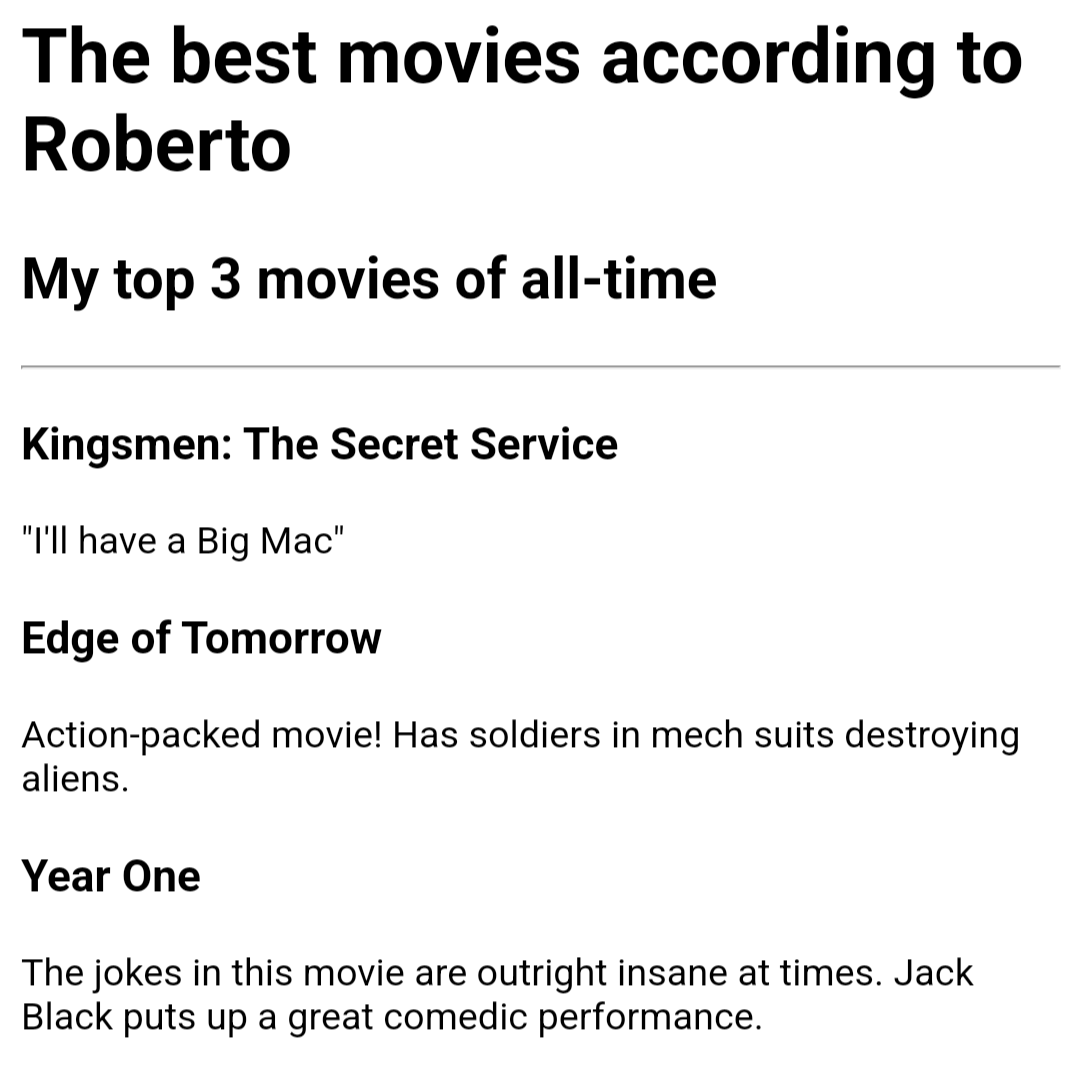 The best movies according to
Roberto
My top 3 movies of all-time
Kingsmen: The Secret Service
"I'll have a Big Mac"
Edge of Tomorrow
Action-packed movie! Has soldiers in mech suits destroying
aliens.
Year One
The jokes in this movie are outright insane at times. Jack
Black puts up a great comedic performance.